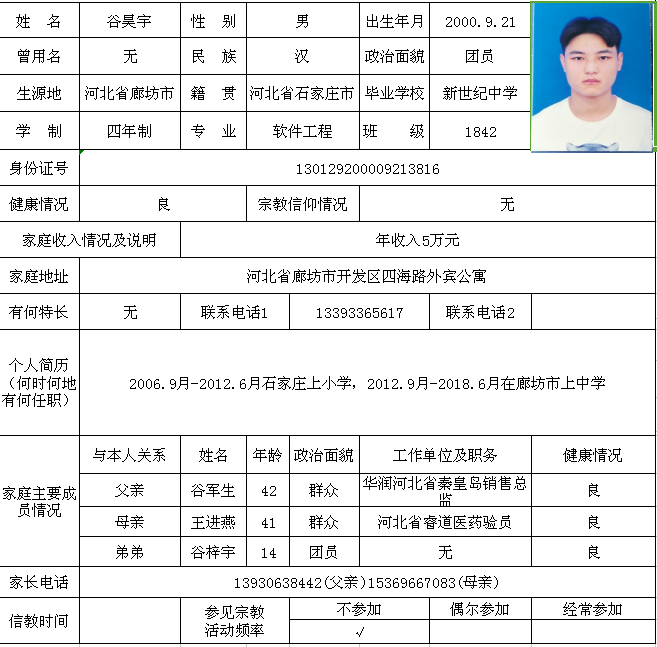 姓 名 谷昊宇 性 别 男 出生年月 2000.9.21
曾用名 无 民 族 汉 政治面貌 团员
生源地 河北省廊坊市 籍 贯 河北省石家庄市 毕业学校 新世纪中学
学 制 四年制 专 业 软件工程 班 级 1842
身份证号 130129200009213816
健康情况 良 宗教信仰情况 无
家庭收入情况及说明 年收入5万元
家庭地址 河北省廊坊市开发区四海路外宾公寓
有何特长 无 联系电话1 13393365617 联系电话2
个人简历
(何时何地
有何任职)
2006.9月-2012.6月石家庄上小学，2012.9月-2018.6月在廊坊市上中学
家庭主要成
员情况
与本人关系 姓名 年龄 政治面貌 工作单位及职务 健康情况
父亲 谷军生 42 群众 华润河北省秦皇岛销售总
监 良
母亲 王进燕 41 群众 河北省睿道医药验员 良
弟弟 谷梓宇 14 团员 无 良
家长电话 13930638442(父亲)15369667083(母亲)
信教时间
参见宗教
活动频率
不参加 偶尔参加 经常参加
√